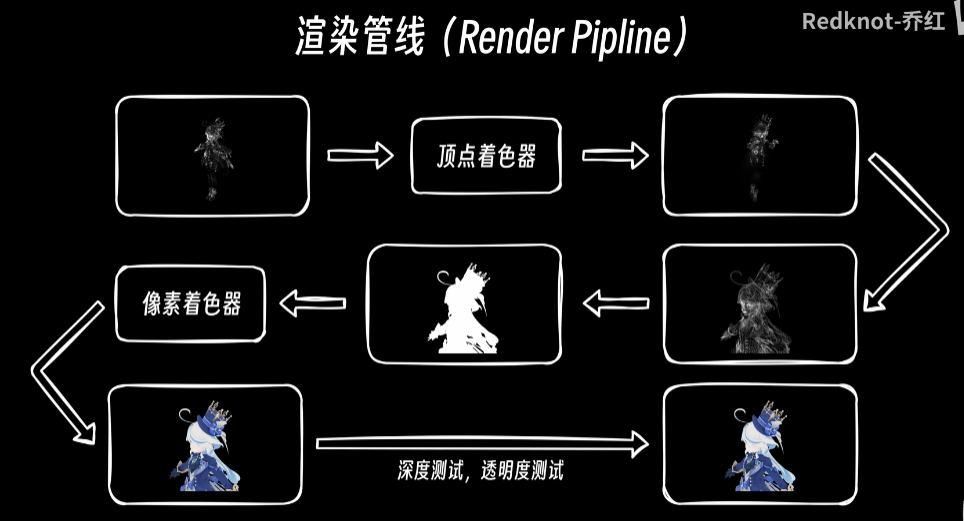 Redknot-乔红
渲染管线（Render Pipline）
顶点着色器
像素着色器
深度测试，透明度测试